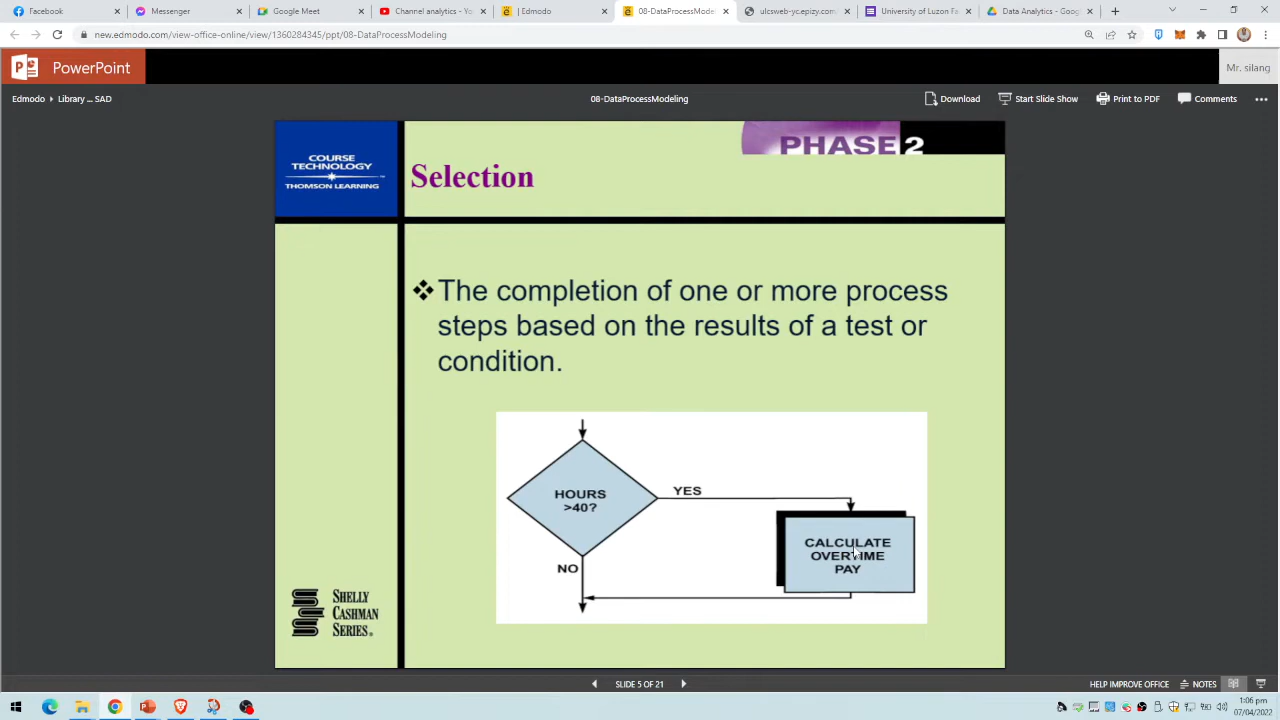 Facebook
Messenger
Google Meet
Channel analytics - Yo
| Edmodo
08-DataProcessModel
ulcsweb-ycepizy.com
University of Luzon Fa
Data Analytics - Goog
new.edmodo.com/view-office-online/view/1360284345/ppt/08-DataProcessModeling
PowerPoint
Mr. silang
Edmodo
Library ... SAD
08-DataProcessModeling
Download
Start Slide Show
Print to PDF
Comments
COURSE
TECHNOLOGY
THOMSON LEARNING
PHASE 2
Selection
The completion of one or more process
steps based on the results of a test or
condition.
HOURS
>40?
YES
NO
CALCULATE
OVERTIME
PAY
SHELLY
CASHMAN
SERIES®
SLIDE 5 OF 21
HELP IMPROVE OFFICE
NOTES
1:06 pm
07/04/2022